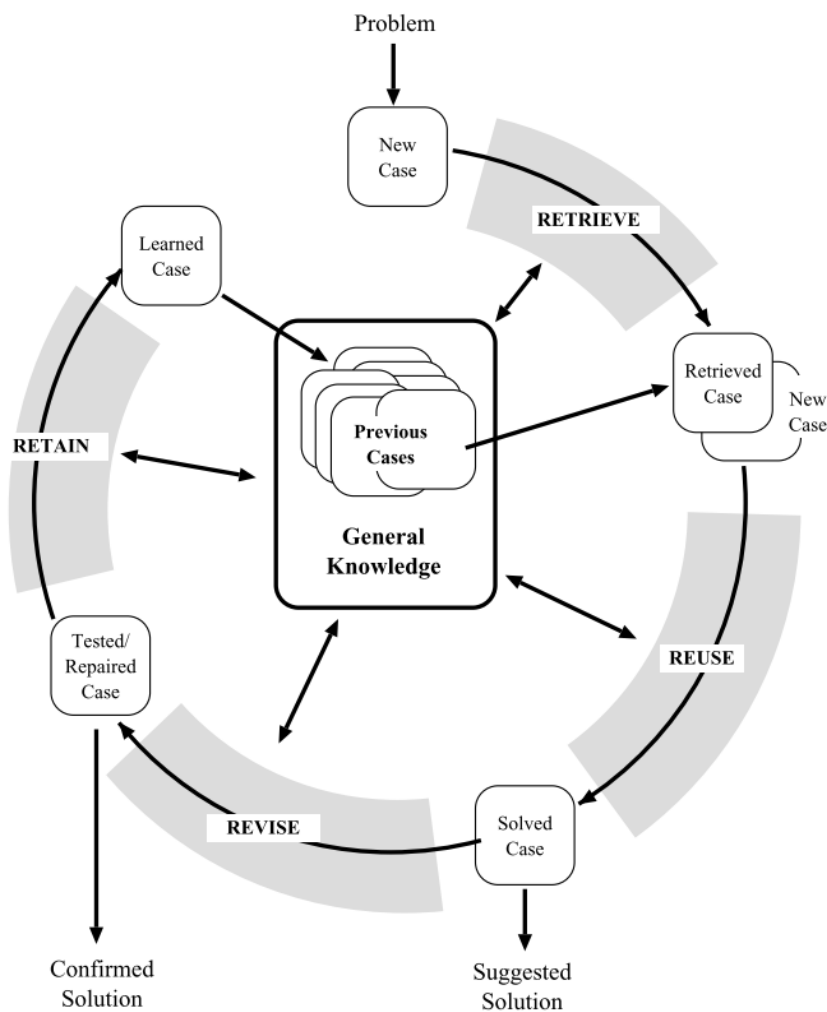 Problem
New
Case
RETRIEVE
Learned
Case
Retrieved
Case
New
Case
Previous
Cases
RETAIN
General
Knowledge
Tested/
Repaired
Case
REUSE
REVISE
Solved
Case
Confirmed
Solution
Suggested
Solution